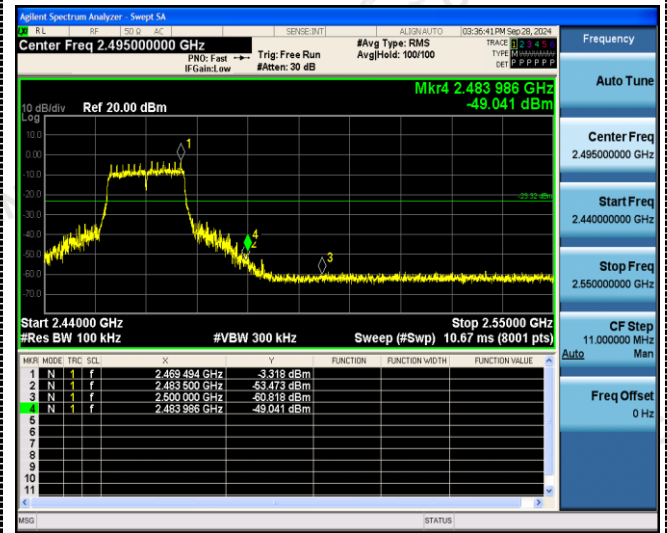 Agilent Spectrum Analyzer - Swept SA
RL RF 50 Ω AC SENSE:INT ALIGN AUTO 03:36:41 PM Sep 28, 2024
Center Freq 2.495000000 GHz
PNO: Fast
IFGain:Low
Trig: Free Run
#Atten: 30 dB
#Avg Type: RMS
Avg|Hold: 100/100
TRACE 1 2 3 4 5 6
TYPE M
DET P P P P P P
Mkr4 2.483 986 GHz
-49.041 dBm
10 dB/div Ref 20.00 dBm
Log
10.0
0.00
-10.0
-20.0
-30.0
-40.0
-50.0
-60.0
-70.0
1
-23.32 dBm
4
2
3
Start 2.44000 GHz
Stop 2.55000 GHz
#Res BW 100 kHz
#VBW 300 kHz
Sweep (#Swp) 10.67 ms (8001 pts)
MKR MODE TRC SCL X Y FUNCTION FUNCTION WIDTH FUNCTION VALUE
1 N 1 f 2.469 494 GHz -3.318 dBm
2 N 1 f 2.483 500 GHz -53.473 dBm
3 N 1 f 2.500 000 GHz -60.818 dBm
4 N 1 f 2.483 986 GHz -49.041 dBm
5
6
7
8
9
10
11
MSG
STATUS
Frequency
Auto Tune
Center Freq
2.495000000 GHz
Start Freq
2.440000000 GHz
Stop Freq
2.550000000 GHz
CF Step
11.000000 MHz
Auto Man
Freq Offset
0 Hz